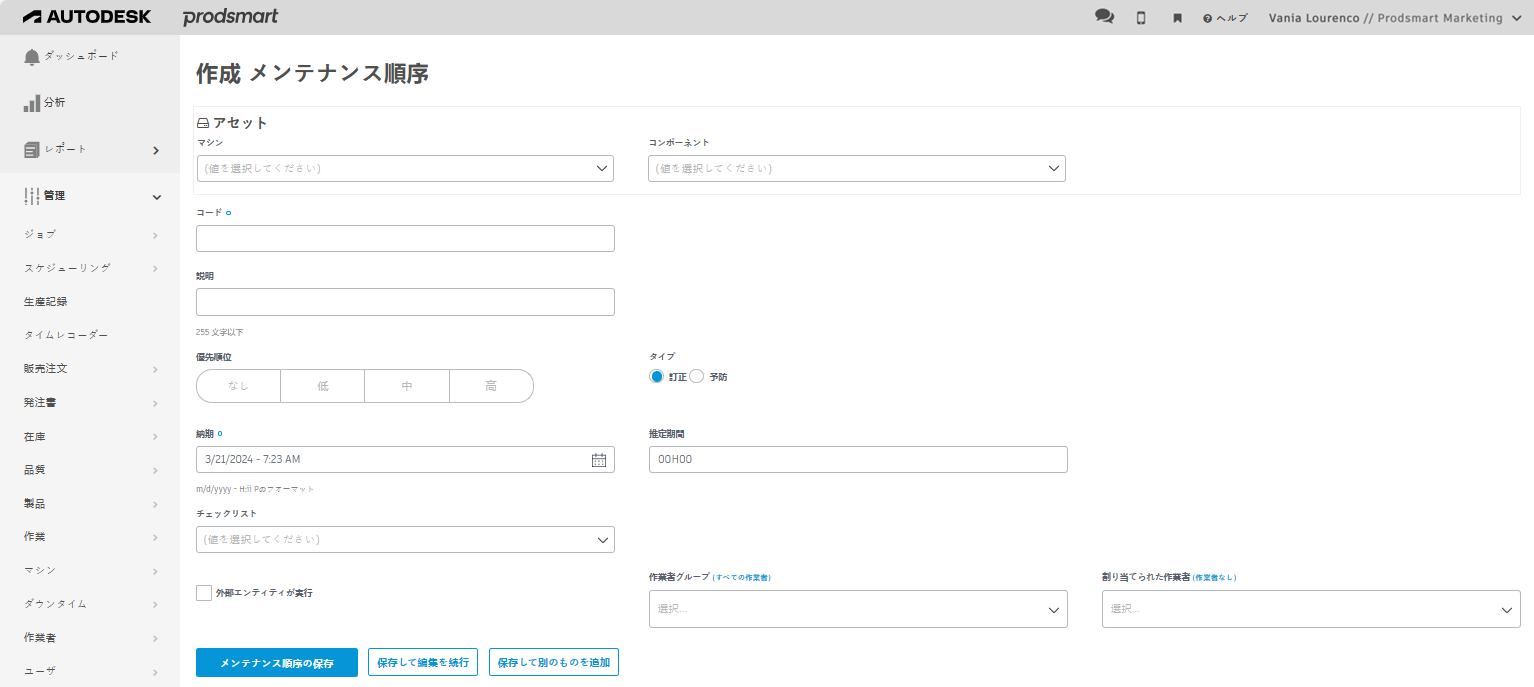 AUTODESK prodsmart
ヘルプ Vania Lourenco // Prodsmart Marketing
ダッシュボード
分析
レポート
管理
ジョブ
スケジューリング
生産記録
タイムレコーダー
販売注文
発注書
在庫
品質
製品
作業
マシン
ダウンタイム
作業者
ユーザ
作成 メンテナンス順序
アセット
マシン コンポーネント
(値を選択してください) (値を選択してください)
コード
説明
255 文字以下
優先順位 タイプ
なし 低 中 高 訂正 予防
納期 推定期間
3/21/2024 - 7:23 AM 00H00
m/d/yyyy - H:ii Pのフォーマット
チェックリスト
(値を選択してください)
外部エンティティが実行 作業者グループ (すべての作業者) 割り当てられた作業者 (作業者なし)
選択... 選択...
メンテナンス順序の保存 保存して編集を続行 保存して別のものを追加